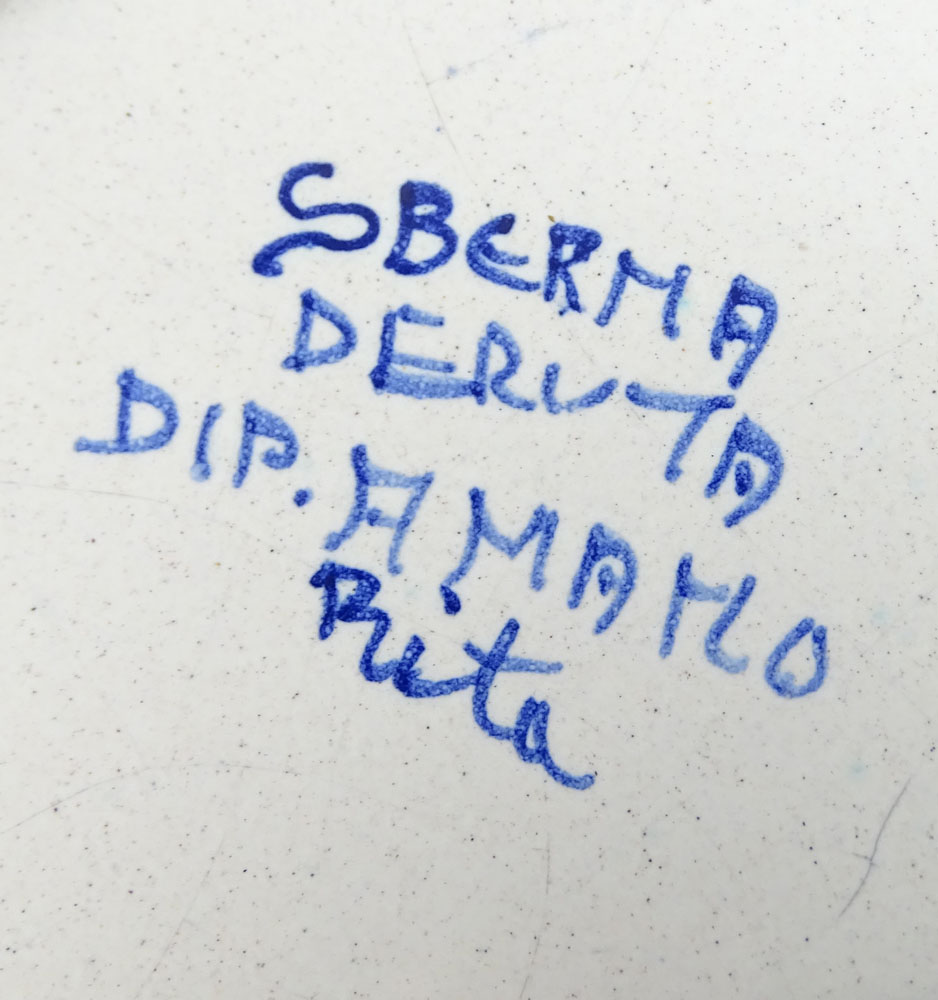 SBERMA
DERUTA
DIP. A MANO
Rita